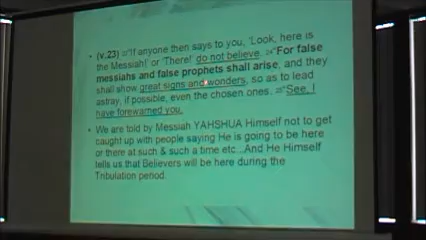 • (v.23) 21"If anyone then says to you, 'Look, here is
the Messiah!' or 'There!' do not believe. 24"For false
messiahs and false prophets shall arise, and they
shall show great signs and wonders, so as to lead
astray, if possible, even the chosen ones. 25"See, I
have forewarned you.
• We are told by Messiah YAHSHUA Himself not to get
caught up with people saying He is going to be here
or there at such & such a time etc...And He Himself
tells us that Believers will be here during the
Tribulation period